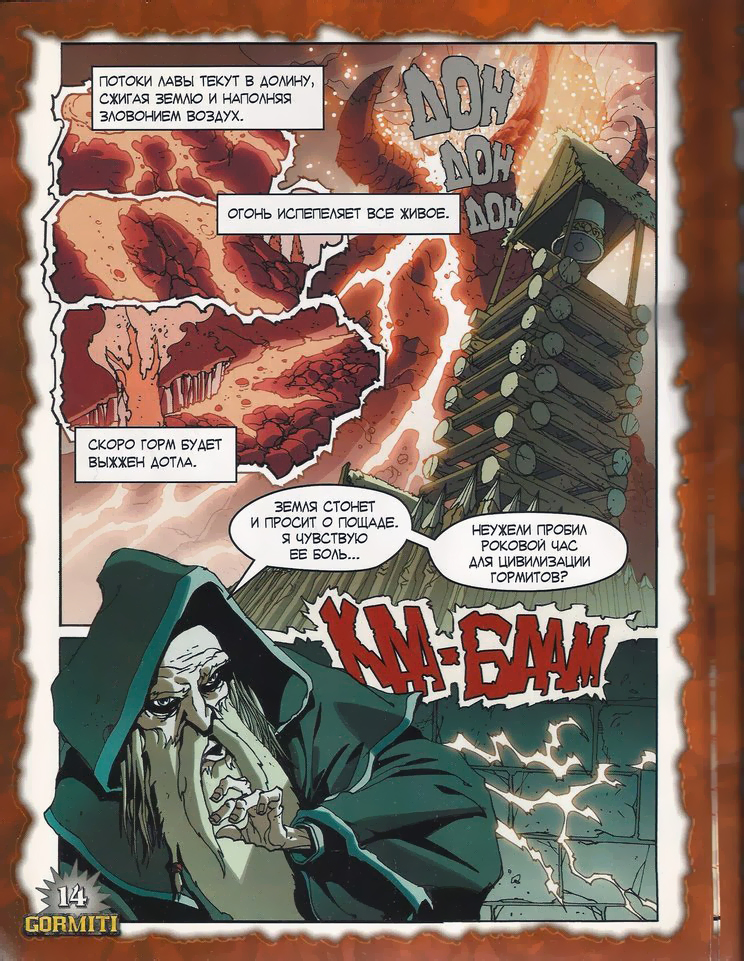 ПОТОКИ ЛАВЫ ТЕКУТ В ДОЛИНУ,
СЖИГАЯ ЗЕМЛЮ И НАПОЛНЯЯ
ЗЛОВОНИЕМ ВОЗДУХ.
ДОН
ДОН
ДОН
ОГОНЬ ИСПЕПЕЛЯЕТ ВСЕ ЖИВОЕ.
СКОРО ГОРМ БУДЕТ
ВЫЖЖЕН ДОТЛА.
ЗЕМЛЯ СТОНЕТ
И ПРОСИТ О ПОЩАДЕ.
Я ЧУВСТВУЮ
ЕЕ БОЛЬ...
НЕУЖЕЛИ ПРОБИЛ
РОКОВОЙ ЧАС
ДЛЯ ЦИВИЛИЗАЦИИ
ГОРМИТОВ?
КАА-БААМ
14
GORMITI